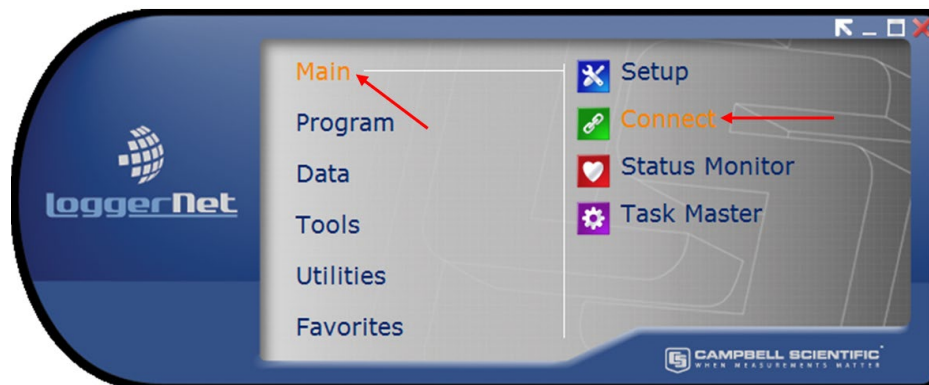 Main
Program
Data
Tools
Utilities
Favorites
Setup
Connect
Status Monitor
Task Master
loggerNet
CAMPBELL SCIENTIFIC
WHEN MEASUREMENTS MATTER